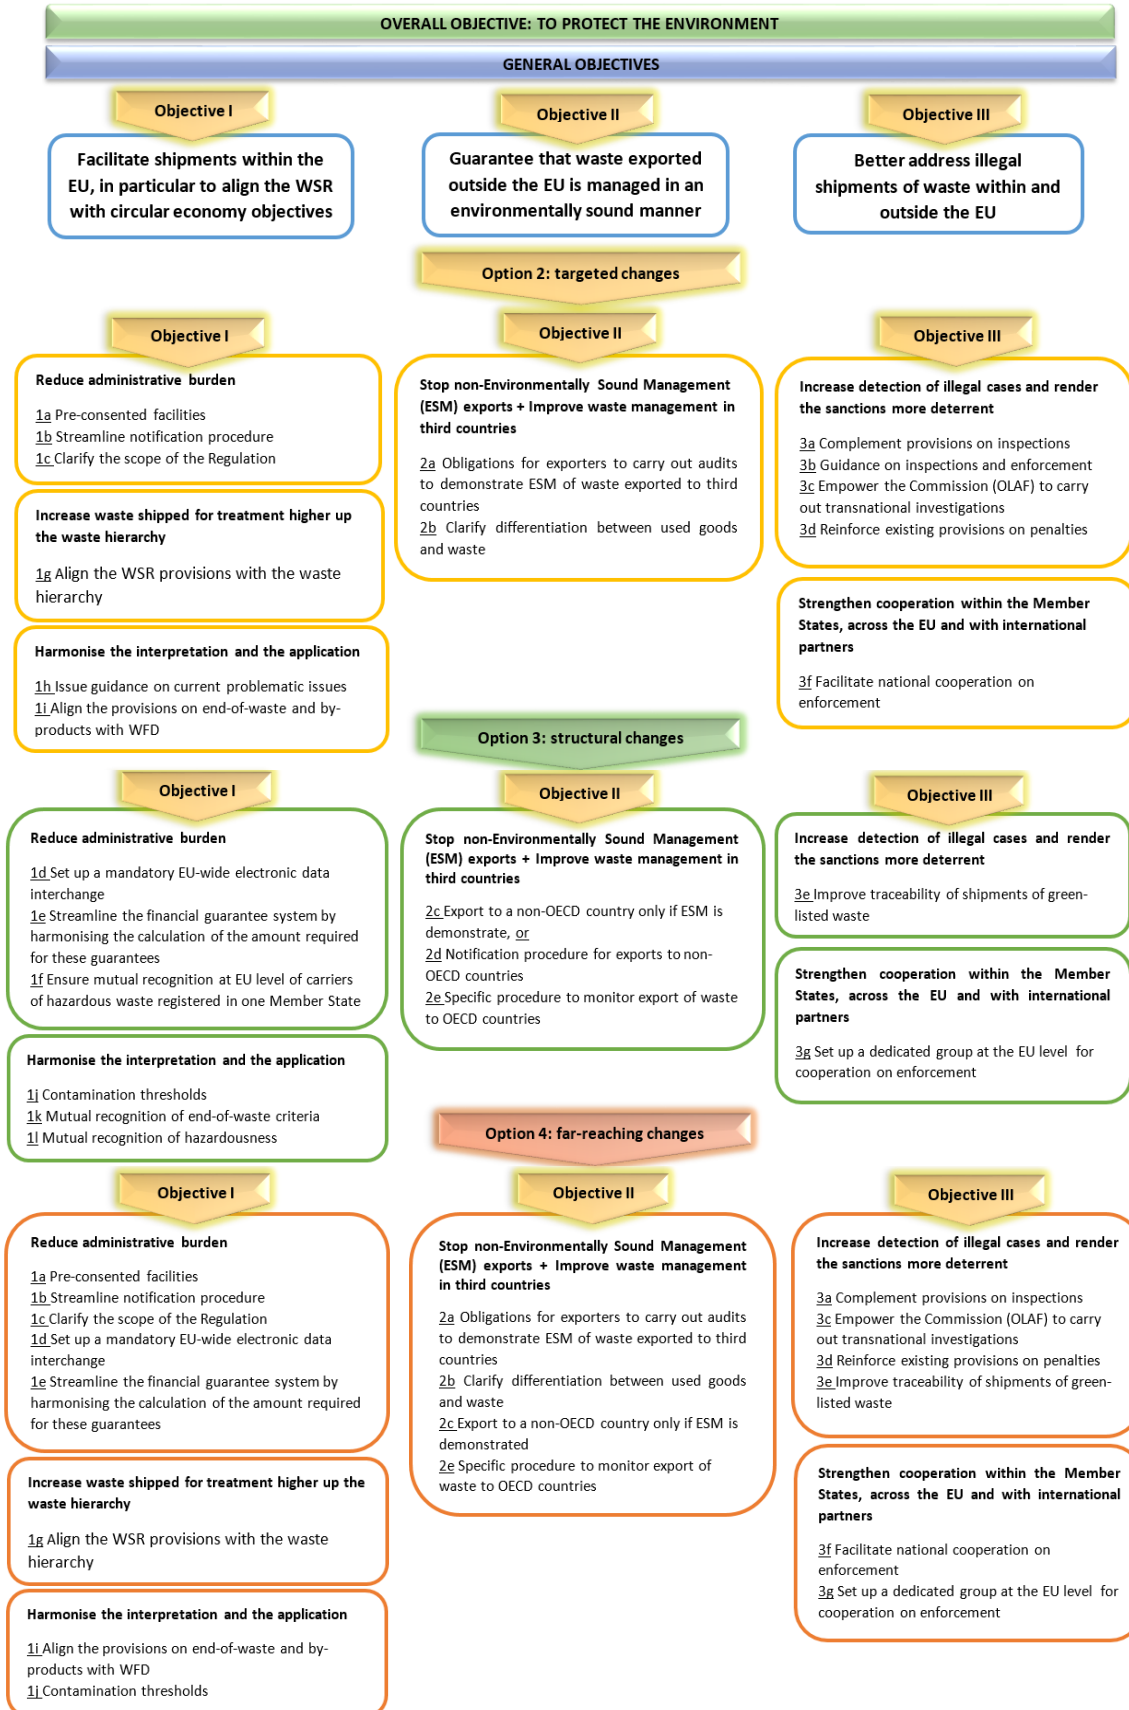 OVERALL OBJECTIVE: TO PROTECT THE ENVIRONMENT
GENERAL OBJECTIVES
Objective I
Facilitate shipments within the
EU, in particular to align the WSR
with circular economy objectives
Objective II
Guarantee that waste exported
outside the EU is managed in an
environmentally sound manner
Objective III
Better address illegal
shipments of waste within and
outside the EU
Option 2: targeted changes
Objective I
Reduce administrative burden
1a Pre-consented facilities
1b Streamline notification procedure
1c Clarify the scope of the Regulation
Increase waste shipped for treatment higher up
the waste hierarchy
1g Align the WSR provisions with the waste
hierarchy
Harmonise the interpretation and the application
1h Issue guidance on current problematic issues
1i Align the provisions on end-of-waste and by-
products with WFD
Objective II
Stop non-Environmentally Sound Management
(ESM) exports + Improve waste management in
third countries
2a Obligations for exporters to carry out audits
to demonstrate ESM of waste exported to third
countries
2b Clarify differentiation between used goods
and waste
Objective III
Increase detection of illegal cases and render
the sanctions more deterrent
3a Complement provisions on inspections
3b Guidance on inspections and enforcement
3c Empower the Commission (OLAF) to carry
out transnational investigations
3d Reinforce existing provisions on penalties
Strengthen cooperation within the Member
States, across the EU and with international
partners
3f Facilitate national cooperation on
enforcement
Option 3: structural changes
Objective I
Reduce administrative burden
1d Set up a mandatory EU-wide electronic data
interchange
1e Streamline the financial guarantee system by
harmonising the calculation of the amount required
for these guarantees
1f Ensure mutual recognition at EU level of carriers
of hazardous waste registered in one Member State
Harmonise the interpretation and the application
1j Contamination thresholds
1k Mutual recognition of end-of-waste criteria
1l Mutual recognition of hazardousness
Objective II
Stop non-Environmentally Sound Management
(ESM) exports + Improve waste management in
third countries
2c Export to a non-OECD country only if ESM is
demonstrate, or
2d Notification procedure for exports to non-
OECD countries
2e Specific procedure to monitor export of waste
to OECD countries
Objective III
Increase detection of illegal cases and render
the sanctions more deterrent
3e Improve traceability of shipments of green-
listed waste
Strengthen cooperation within the Member
States, across the EU and with international
partners
3g Set up a dedicated group at the EU level for
cooperation on enforcement
Option 4: far-reaching changes
Objective I
Reduce administrative burden
1a Pre-consented facilities
1b Streamline notification procedure
1c Clarify the scope of the Regulation
1d Set up a mandatory EU-wide electronic data
interchange
1e Streamline the financial guarantee system by
harmonising the calculation of the amount required
for these guarantees
Increase waste shipped for treatment higher up the
waste hierarchy
1g Align the WSR provisions with the waste
hierarchy
Harmonise the interpretation and the application
1i Align the provisions on end-of-waste and by-
products with WFD
1j Contamination thresholds
Objective II
Stop non-Environmentally Sound Management
(ESM) exports + Improve waste management
in third countries
2a Obligations for exporters to carry out audits
to demonstrate ESM of waste exported to third
countries
2b Clarify differentiation between used goods
and waste
2c Export to a non-OECD country only if ESM is
demonstrated
2e Specific procedure to monitor export of
waste to OECD countries
Objective III
Increase detection of illegal cases and render
the sanctions more deterrent
3a Complement provisions on inspections
3c Empower the Commission (OLAF) to carry
out transnational investigations
3d Reinforce existing provisions on penalties
3e Improve traceability of shipments of green-
listed waste
Strengthen cooperation within the Member
States, across the EU and with international
partners
3f Facilitate national cooperation on
enforcement
3g Set up a dedicated group at the EU level for
cooperation on enforcement